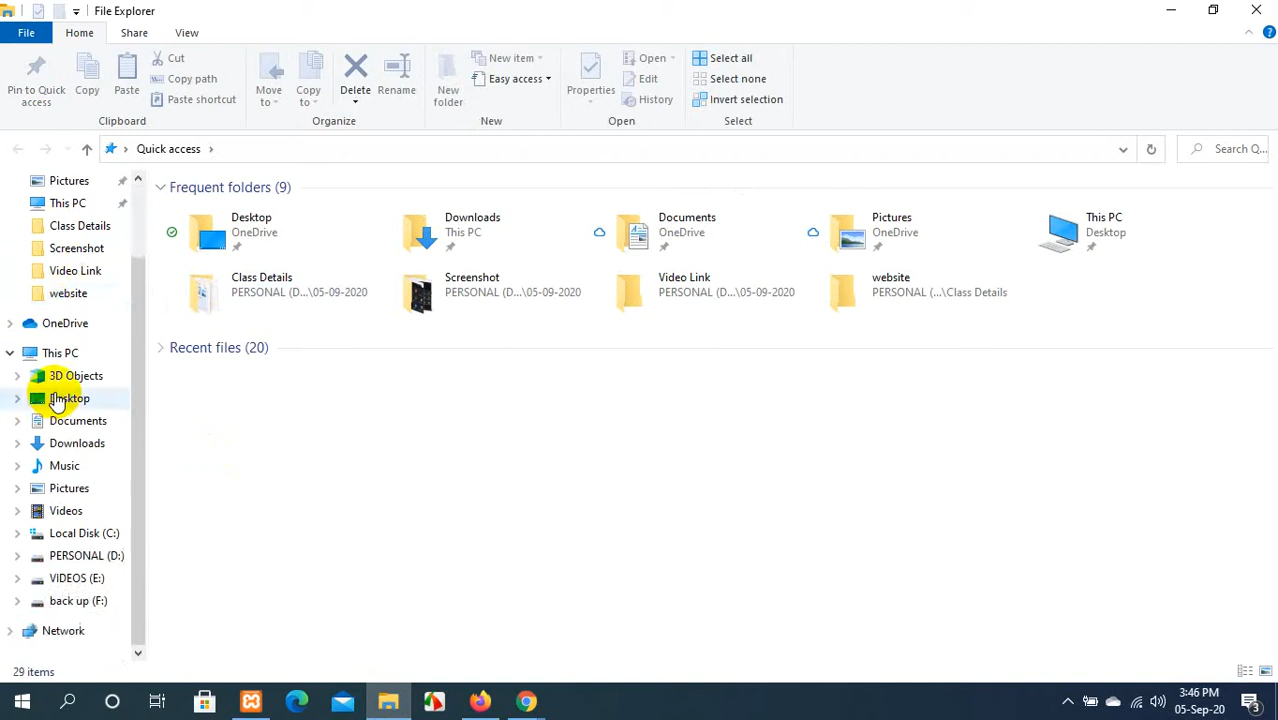 File Explorer
File Home Share View
Pin to Quick access
Copy
Paste
Cut
Copy path
Paste shortcut
Clipboard
Move to
Copy to
Delete
Rename
Organize
New folder
New item
Easy access
New
Properties
Open
Edit
History
Open
Select all
Select none
Invert selection
Select
Quick access
Search Q...
Pictures
This PC
Class Details
Screenshot
Video Link
website
OneDrive
This PC
3D Objects
Desktop
Documents
Downloads
Music
Pictures
Videos
Local Disk (C:)
PERSONAL (D:)
VIDEOS (E:)
back up (F:)
Network
Frequent folders (9)
Desktop
OneDrive
Downloads
This PC
Documents
OneDrive
Pictures
OneDrive
This PC
Desktop
Class Details
PERSONAL (D...\05-09-2020
Screenshot
PERSONAL (D...\05-09-2020
Video Link
PERSONAL (D...\05-09-2020
website
PERSONAL (...\Class Details
Recent files (20)
29 items
3:46 PM
05-Sep-20
3